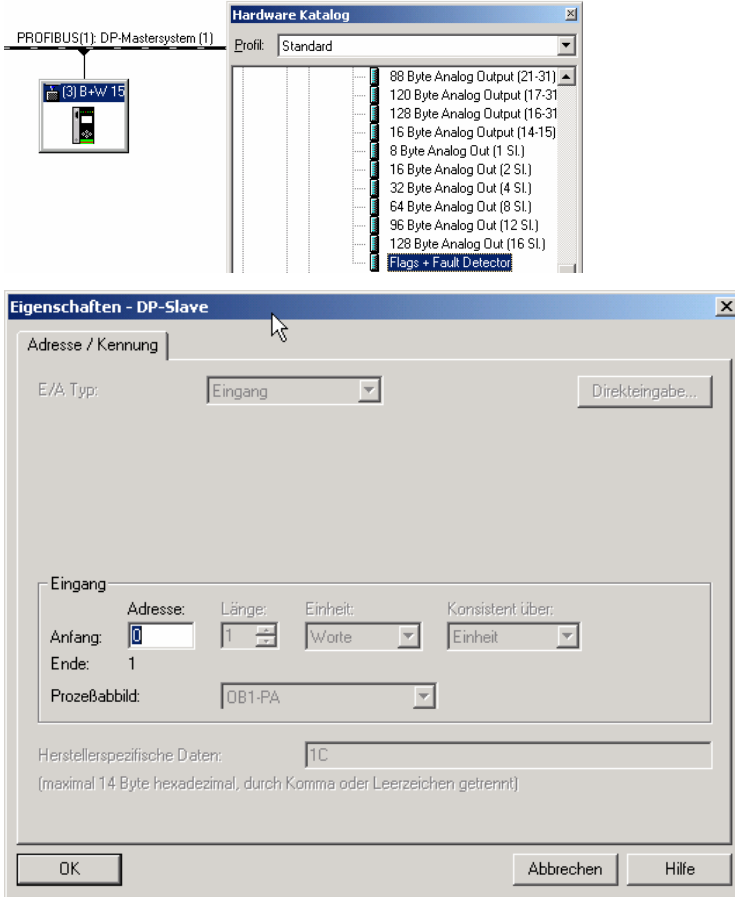 PROFIBUS(1): DP-Mastersystem (1)
(3) B+W 15
Hardware Katalog
Profil: Standard
88 Byte Analog Output (21-31)
120 Byte Analog Output (17-31
128 Byte Analog Output (16-31
16 Byte Analog Output (14-15)
8 Byte Analog Out (1 Sl.)
16 Byte Analog Out (2 Sl.)
32 Byte Analog Out (4 Sl.)
64 Byte Analog Out (8 Sl.)
96 Byte Analog Out (12 Sl.)
128 Byte Analog Out (16 Sl.)
Flags + Fault Detector
Eigenschaften - DP-Slave
Adresse / Kennung
E/A Typ: Eingang Direkteingabe...
Eingang
Adresse: Länge: Einheit: Konsistent über:
Anfang: 0 1 Worte Einheit
Ende: 1
Prozeßabbild: OB1-PA
Herstellerspezifische Daten: 1C
(maximal 14 Byte hexadezimal, durch Komma oder Leerzeichen getrennt)
OK Abbrechen Hilfe